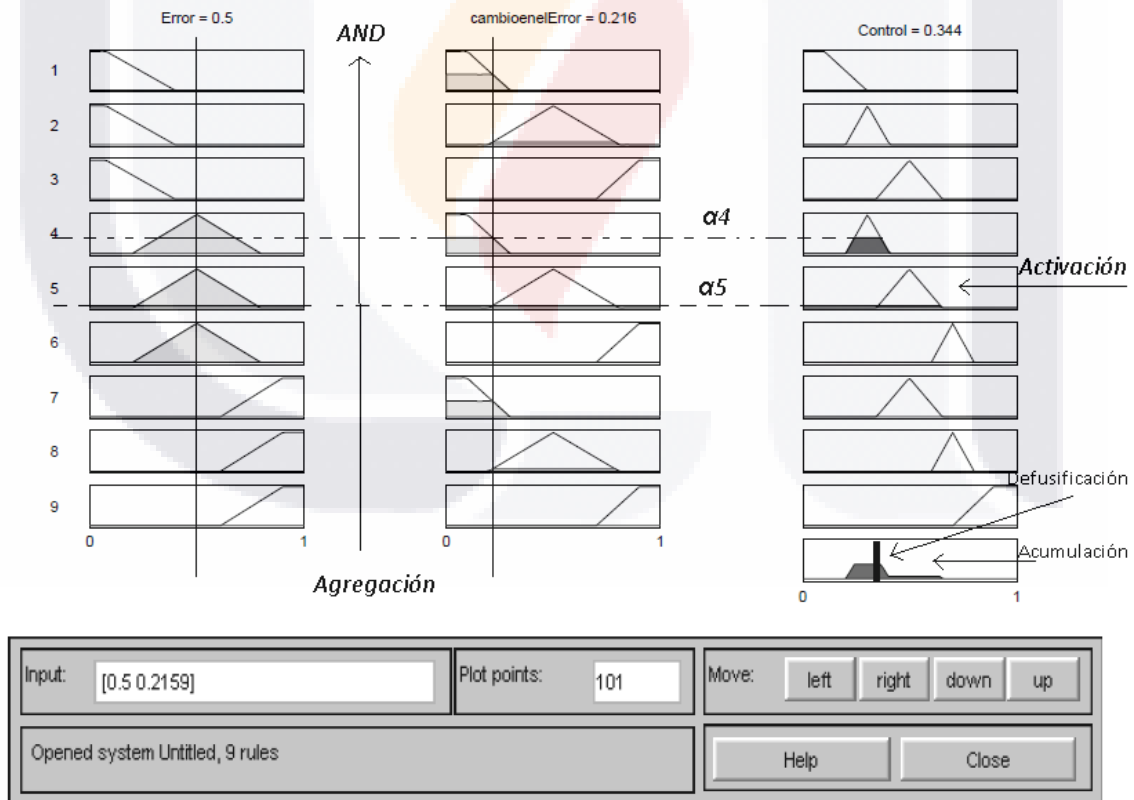 Error = 0.5
cambioenelError = 0.216
Control = 0.344
AND
1
2
3
4
α4
5
α5
Activación
6
7
8
Defusificación
9
0
1
0
1
Acumulación
Agregación
0
1
Input:
[0.5 0.2159]
Plot points:
101
Move:
left
right
down
up
Opened system Untitled, 9 rules
Help
Close